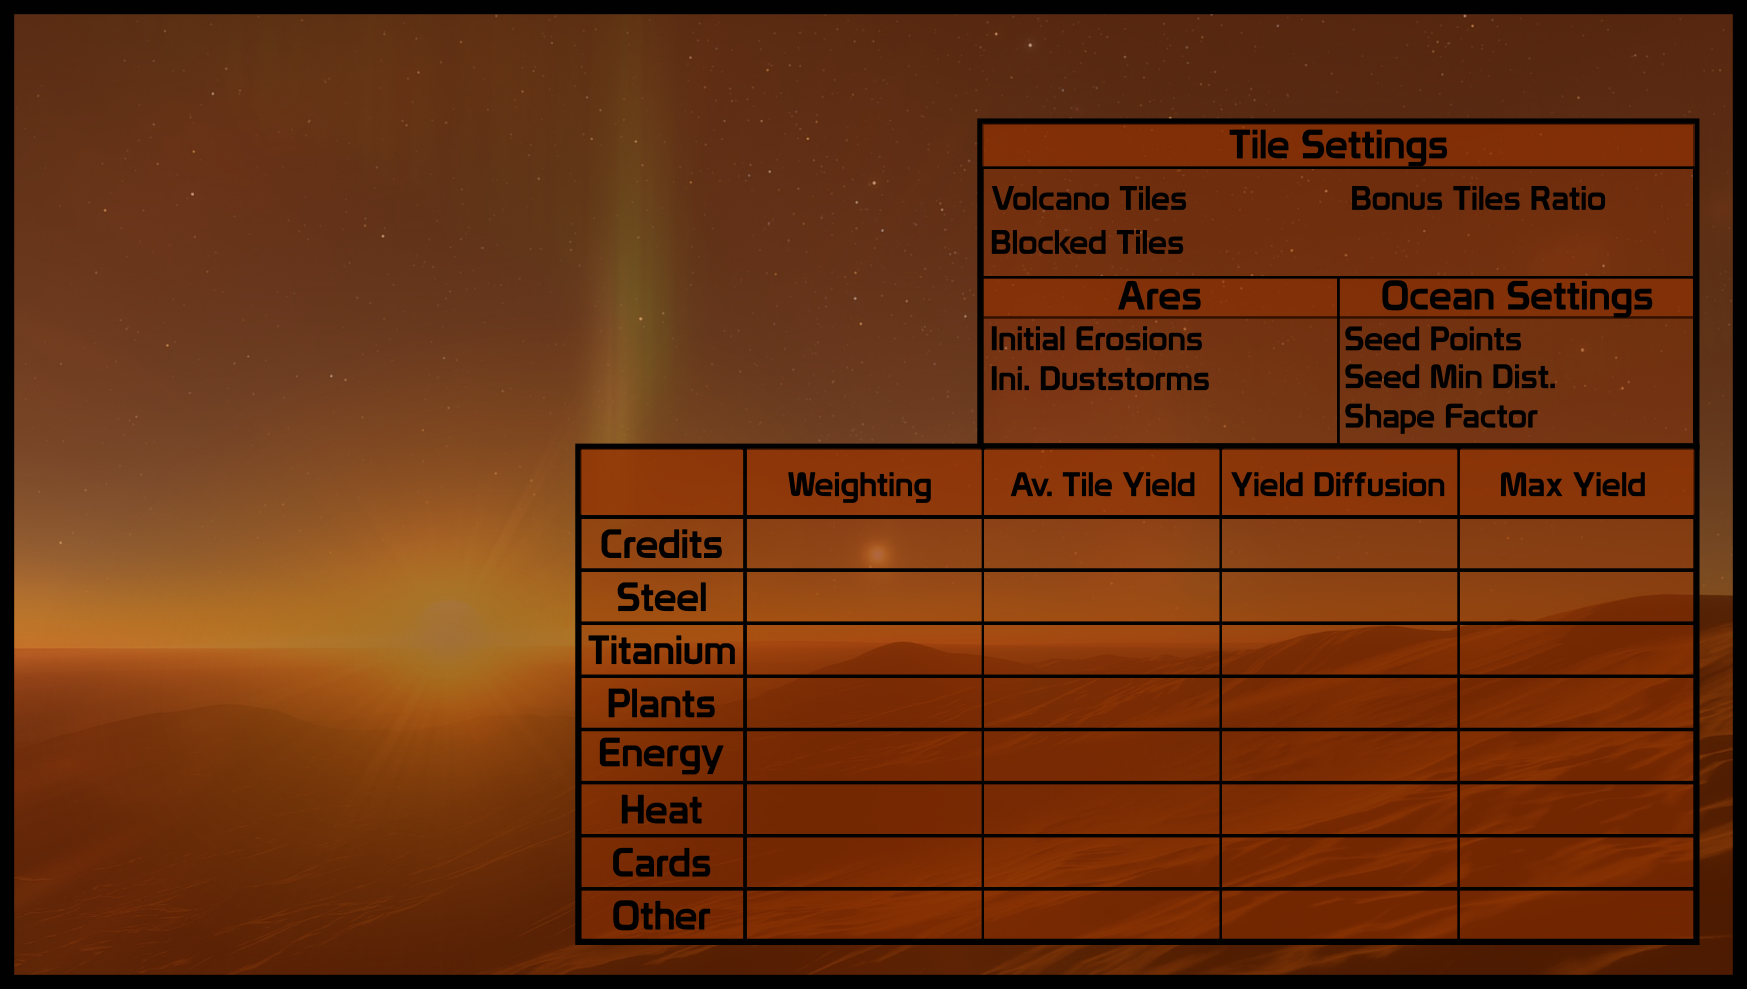 Tile Settings
Volcano Tiles Bonus Tiles Ratio
Blocked Tiles
Ares Ocean Settings
Initial Erosions Seed Points
Ini. Duststorms Seed Min Dist.
Shape Factor
Weighting Av. Tile Yield Yield Diffusion Max Yield
Credits
Steel
Titanium
Plants
Energy
Heat
Cards
Other